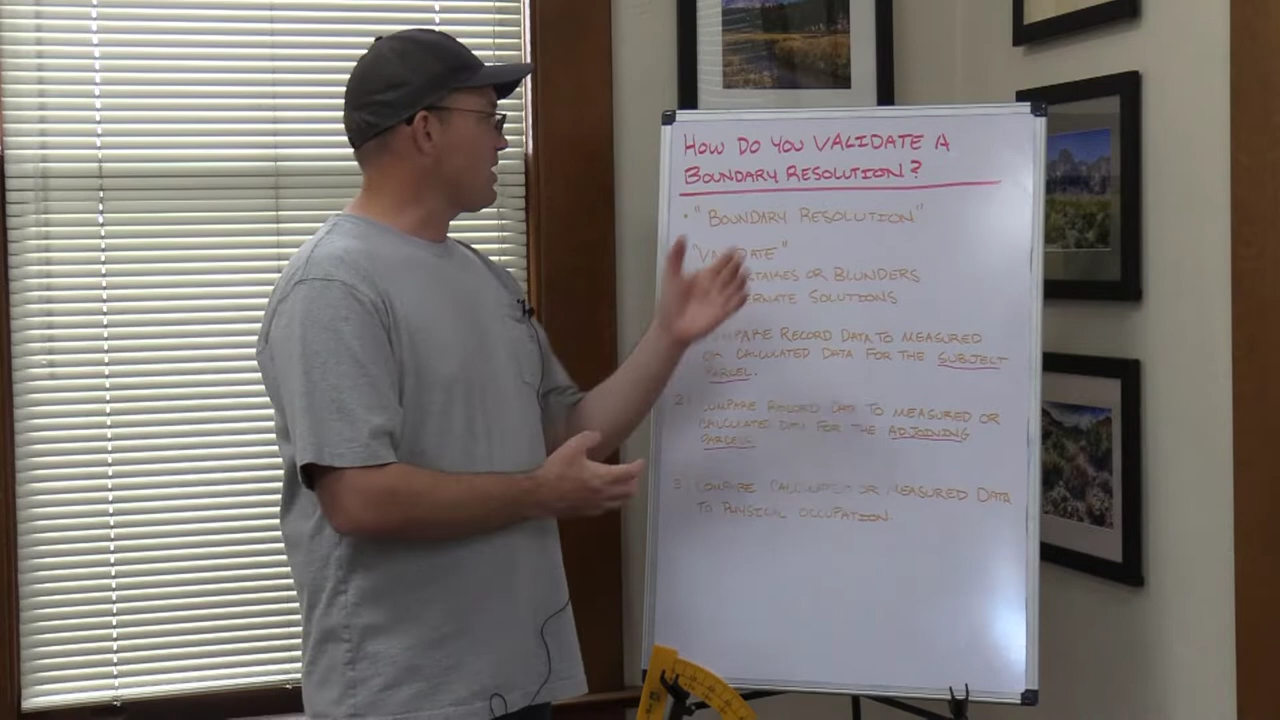 HOW DO YOU VALIDATE A
BOUNDARY RESOLUTION?
• "BOUNDARY RESOLUTION"
"VALIDATE"
OR BLUNDERS
SOLUTIONS
RECORD DATA TO MEASURED
OR CALCULATED DATA FOR THE SUBJECT
PARCEL.
2 COMPARE RECORD DATA TO MEASURED OR
CALCULATED DATA FOR THE ADJOINING
PARCELS
3 COMPARE CALCULATED OR MEASURED DATA
TO PHYSICAL OCCUPATION.